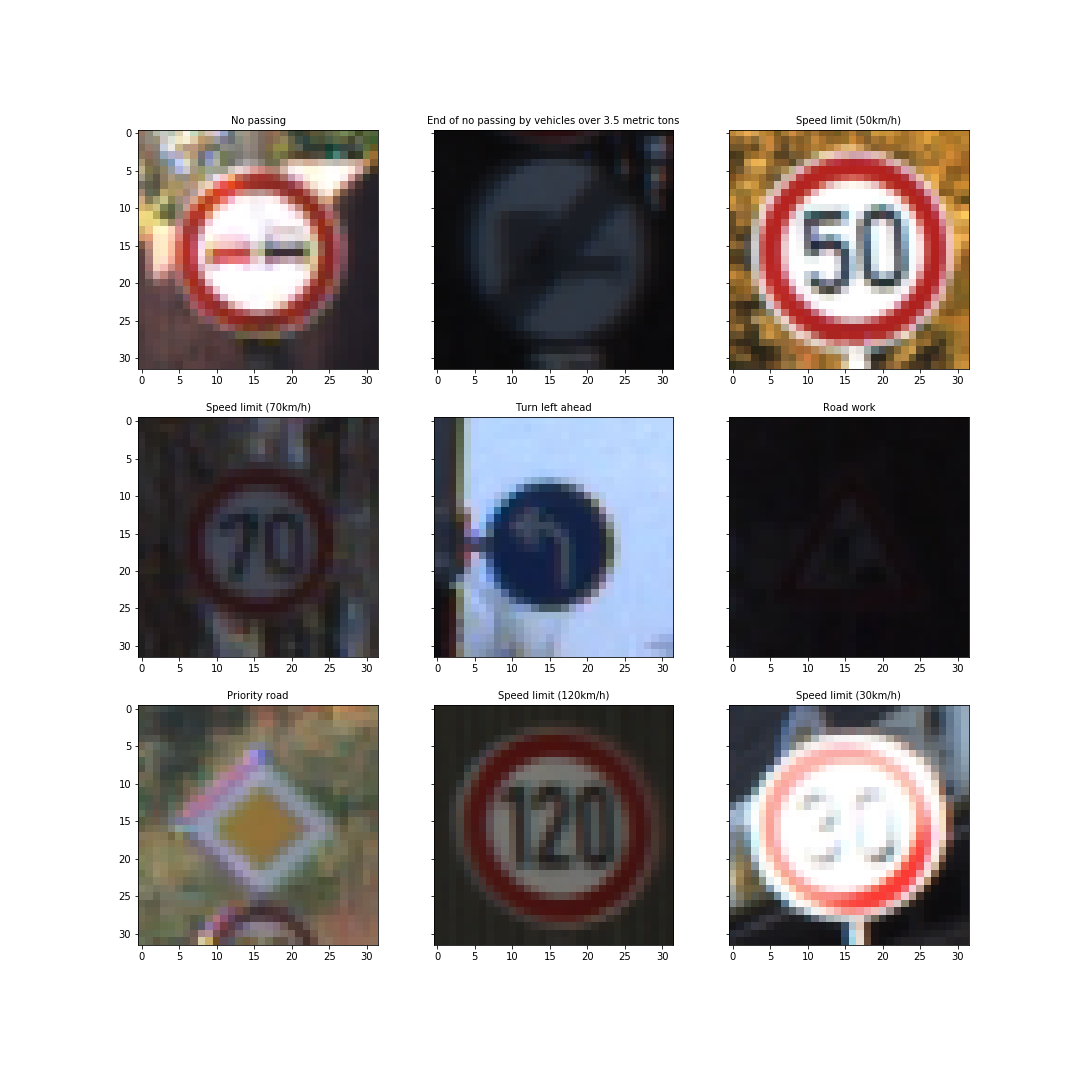 No passing
End of no passing by vehicles over 3.5 metric tons
Speed limit (50km/h)
0
5
10
15
20
25
30
50
0 5 10 15 20 25 30
0 5 10 15 20 25 30
0 5 10 15 20 25 30
Speed limit (70km/h)
Turn left ahead
Road work
0
5
10
15
20
25
30
70
0 5 10 15 20 25 30
0 5 10 15 20 25 30
0 5 10 15 20 25 30
Priority road
Speed limit (120km/h)
Speed limit (30km/h)
0
5
10
15
20
25
30
120
30
0 5 10 15 20 25 30
0 5 10 15 20 25 30
0 5 10 15 20 25 30